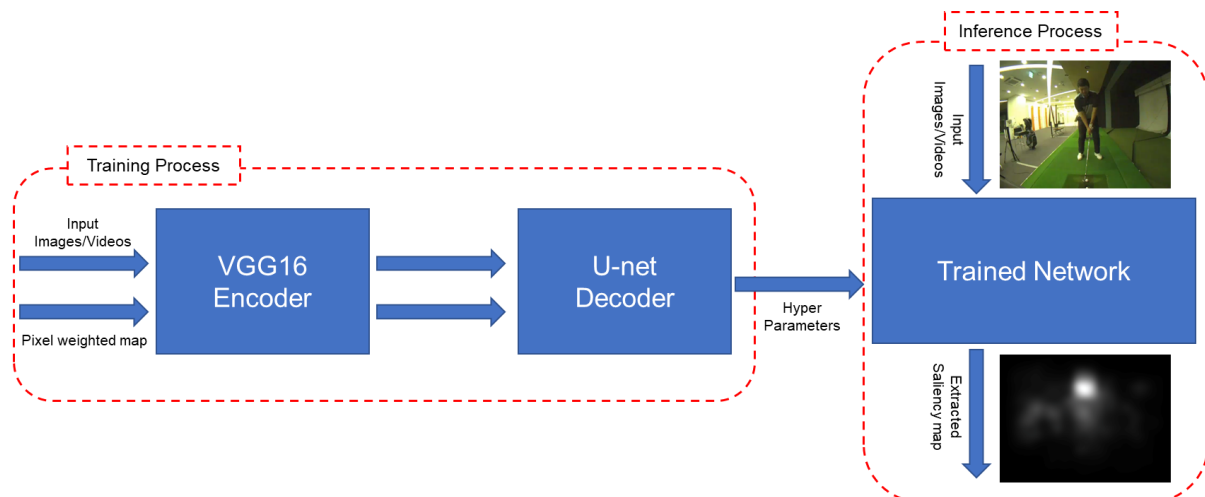 Training Process
Input
Images/Videos
Pixel weighted map
VGG16
Encoder
U-net
Decoder
Hyper
Parameters
Inference Process
Input
Images/Videos
Trained Network
Extracted
Saliency map